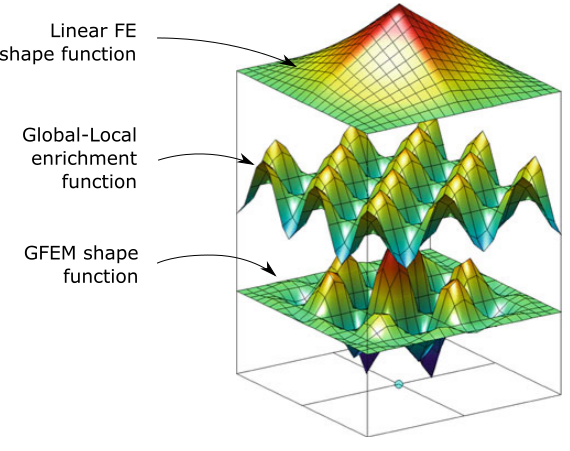 Linear FE
shape function
Global-Local
enrichment
function
GFEM shape
function